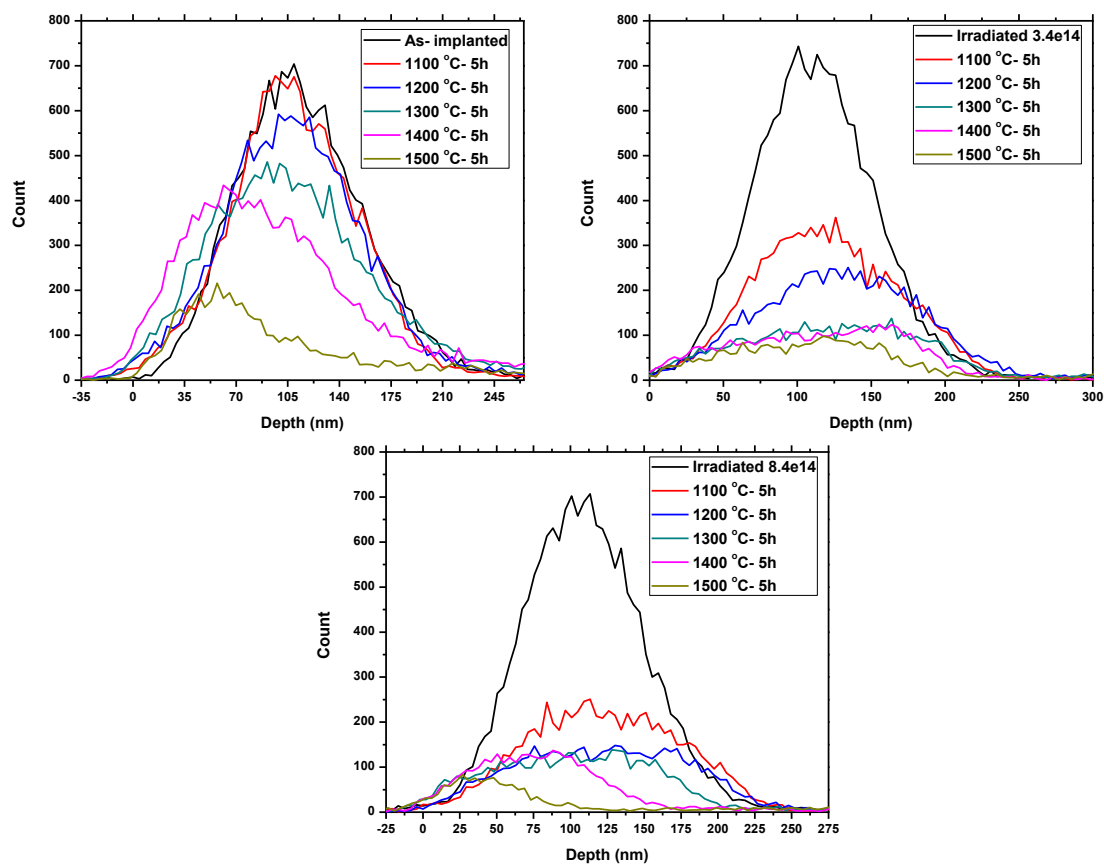 800
700
600
500
400
300
200
100
0
Count
As- implanted
1100 °C- 5h
1200 °C- 5h
1300 °C- 5h
1400 °C- 5h
1500 °C- 5h
-35 0 35 70 105 140 175 210 245
Depth (nm)
800
700
600
500
400
300
200
100
0
Count
Irradiated 3.4e14
1100 °C- 5h
1200 °C- 5h
1300 °C- 5h
1400 °C- 5h
1500 °C- 5h
0 50 100 150 200 250 300
Depth (nm)
800
700
600
500
400
300
200
100
0
Count
Irradiated 8.4e14
1100 °C- 5h
1200 °C- 5h
1300 °C- 5h
1400 °C- 5h
1500 °C- 5h
-25 0 25 50 75 100 125 150 175 200 225 250 275
Depth (nm)